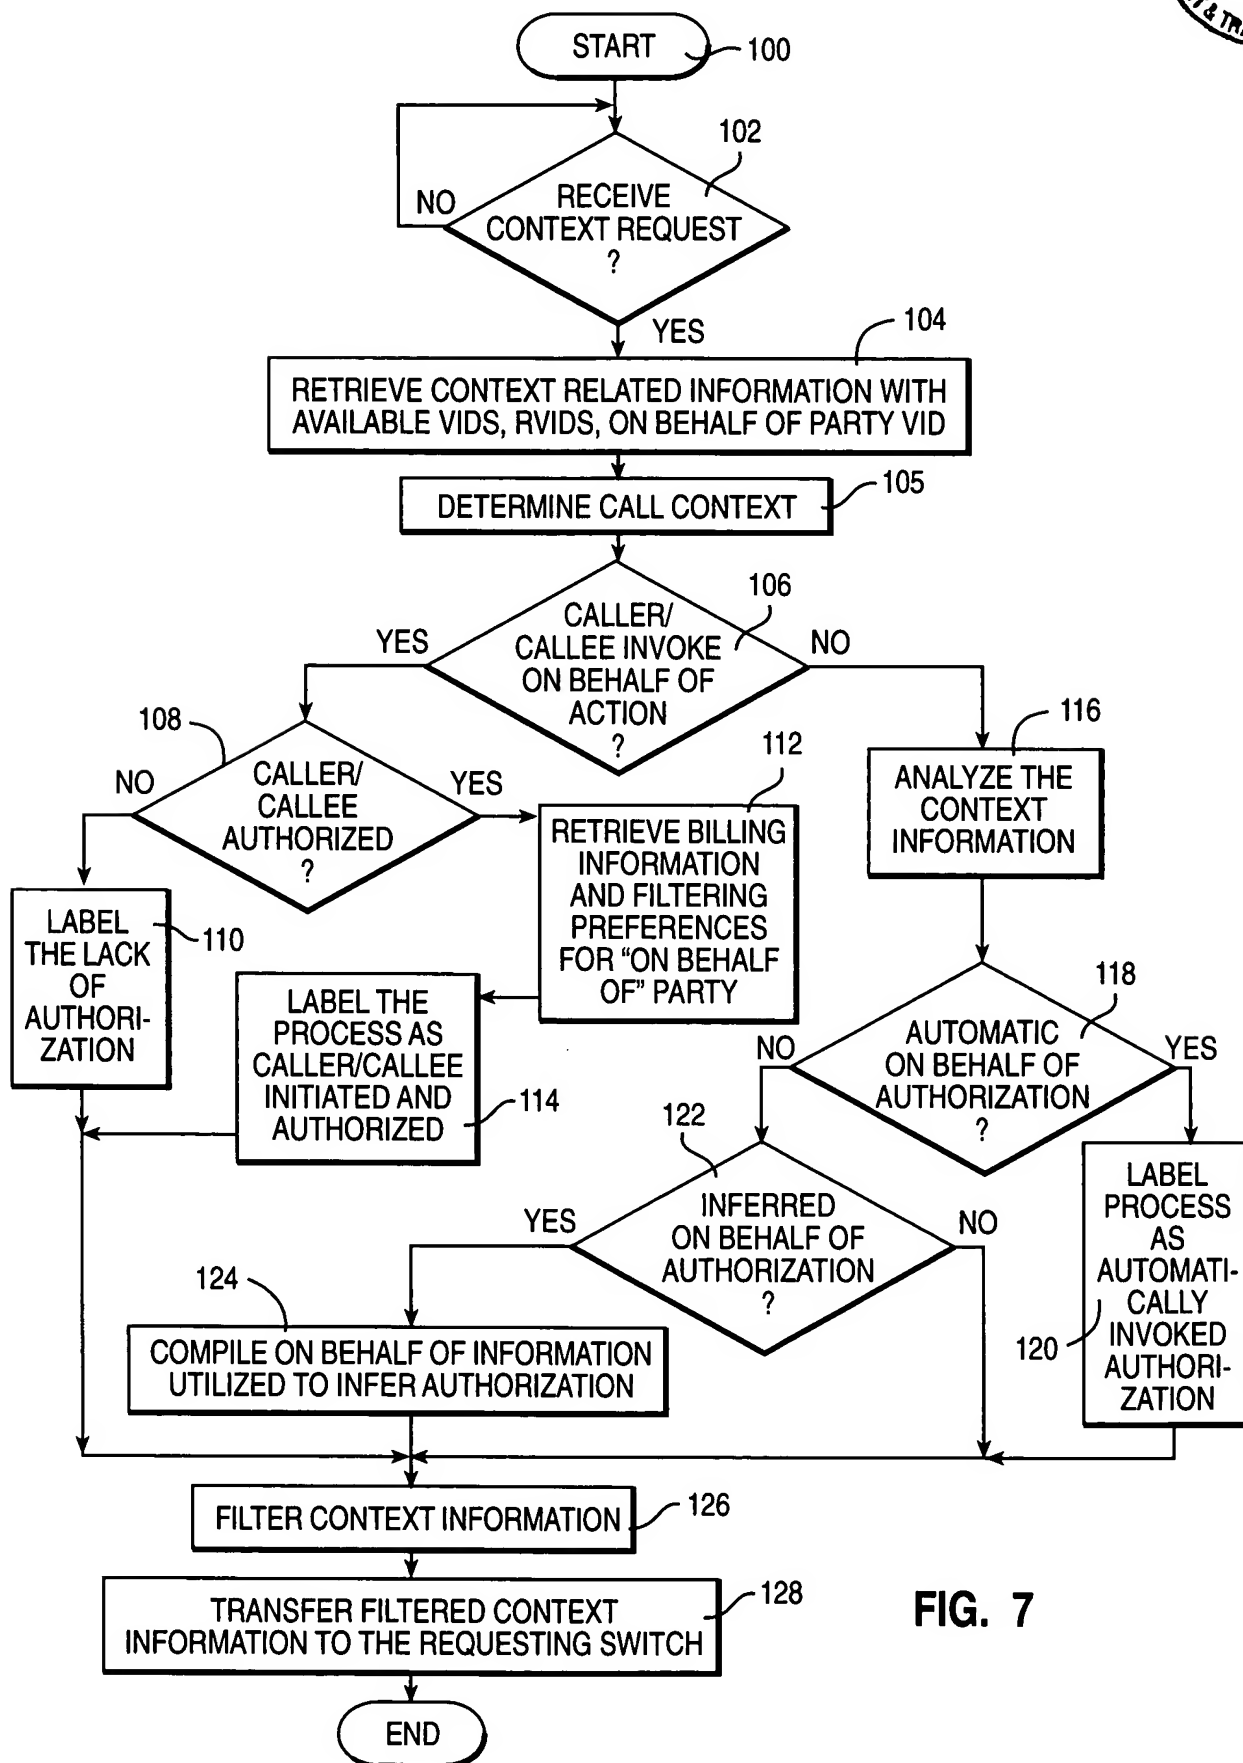 & TR
START
100
102
RECEIVE
CONTEXT REQUEST
?
NO
YES
104
RETRIEVE CONTEXT RELATED INFORMATION WITH
AVAILABLE VIDS, RVIDS, ON BEHALF OF PARTY VID
105
DETERMINE CALL CONTEXT
106
CALLER/
CALLEE INVOKE
ON BEHALF OF
ACTION
?
YES
NO
108
CALLER/
CALLEE
AUTHORIZED
?
NO
YES
112
RETRIEVE BILLING
INFORMATION
AND FILTERING
PREFERENCES
FOR “ON BEHALF
OF” PARTY
116
ANALYZE THE
CONTEXT
INFORMATION
LABEL
THE LACK
OF
AUTHORI-
ZATION
110
LABEL THE
PROCESS AS
CALLER/CALLEE
INITIATED AND
AUTHORIZED
114
118
AUTOMATIC
ON BEHALF OF
AUTHORIZATION
?
NO
YES
122
INFERRED
ON BEHALF OF
AUTHORIZATION
?
YES
NO
LABEL
PROCESS
AS
AUTOMATI-
CALLY
INVOKED
AUTHORI-
ZATION
120
124
COMPILE ON BEHALF OF INFORMATION
UTILIZED TO INFER AUTHORIZATION
FILTER CONTEXT INFORMATION
126
TRANSFER FILTERED CONTEXT
INFORMATION TO THE REQUESTING SWITCH
128
FIG. 7
END